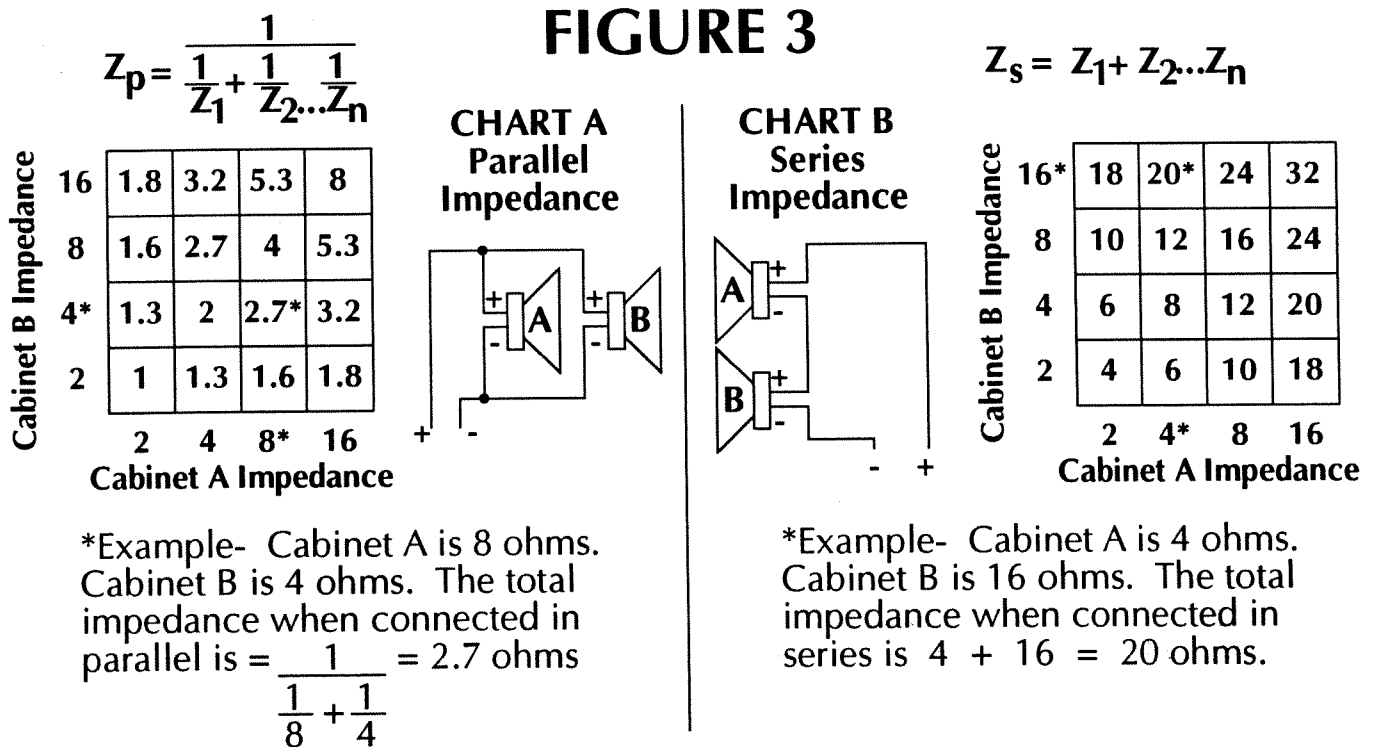 FIGURE 3
Zp = 1
1/Z1 + 1/Z2...1/Zn
CHART A
Parallel
Impedance
Cabinet B Impedance
16 1.8 3.2 5.3 8
8 1.6 2.7 4 5.3
4* 1.3 2 2.7* 3.2
2 1 1.3 1.6 1.8
2 4 8* 16
Cabinet A Impedance
+ - A + - B
+ -
*Example- Cabinet A is 8 ohms.
Cabinet B is 4 ohms. The total
impedance when connected in
parallel is = 1 = 2.7 ohms
1/8 + 1/4
Zs = Z1+ Z2...Zn
CHART B
Series
Impedance
A + -
B + -
- +
Cabinet B Impedance
16* 18 20* 24 32
8 10 12 16 24
4 6 8 12 20
2 4 6 10 18
2 4* 8 16
Cabinet A Impedance
*Example- Cabinet A is 4 ohms.
Cabinet B is 16 ohms. The total
impedance when connected in
series is 4 + 16 = 20 ohms.